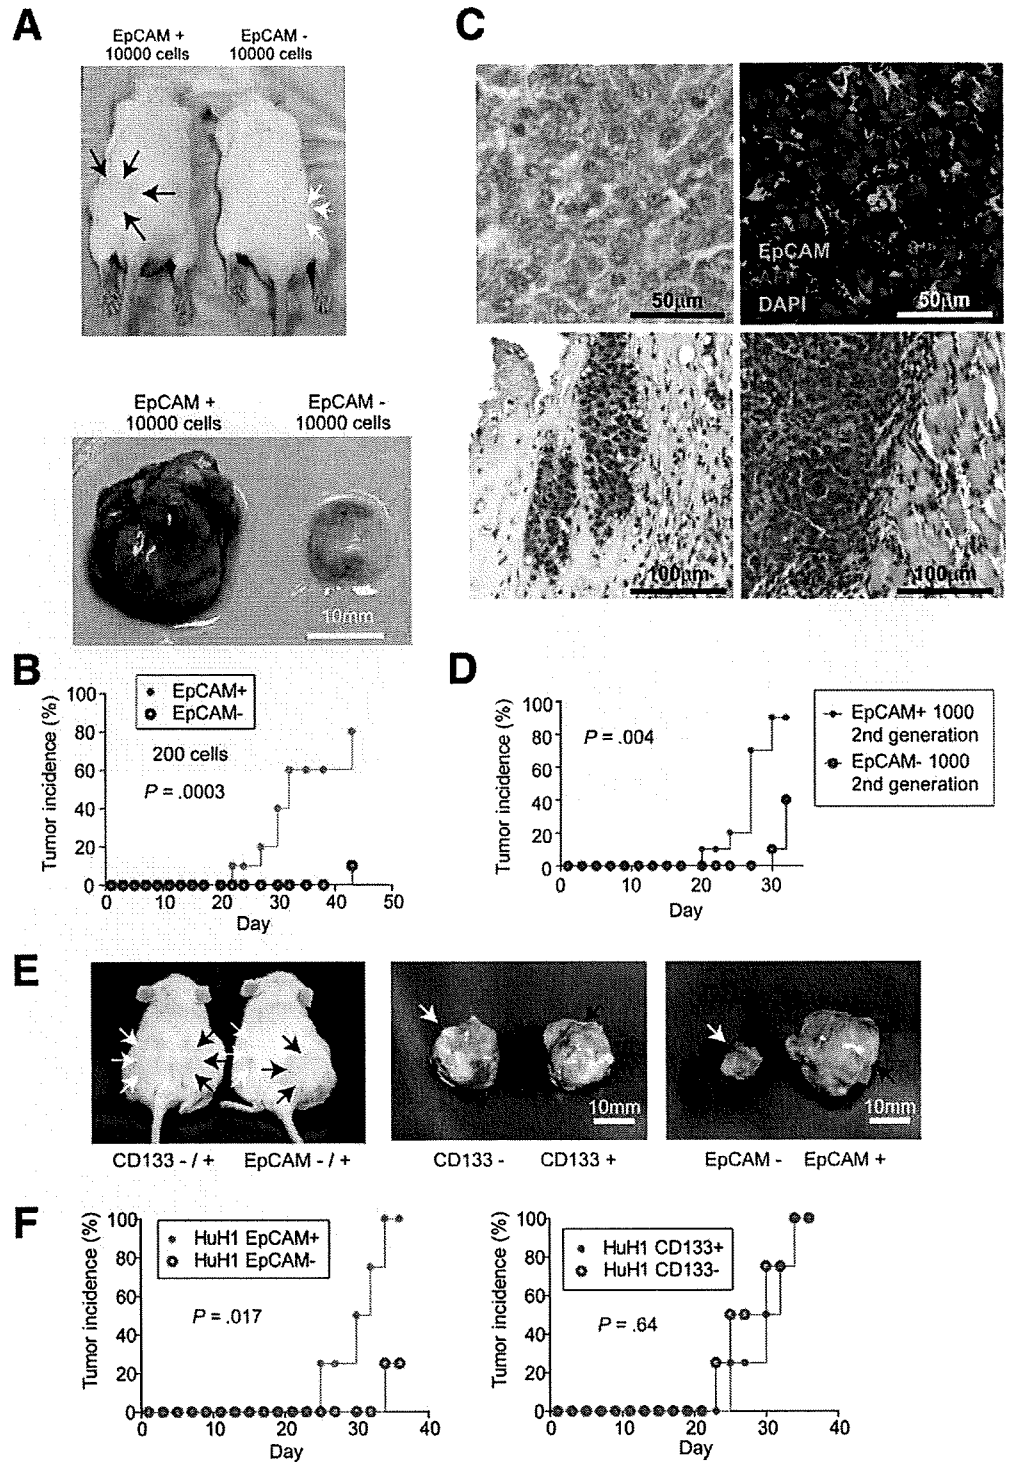 A
EpCAM +
10000 cells
EpCAM -
10000 cells
EpCAM +
10000 cells
EpCAM -
10000 cells
10mm
C
EpCAM
AFP
DAPI
50μm
50μm
100μm
100μm
B
Tumor incidence (%)
100
80
60
40
20
0
EpCAM+
EpCAM-
200 cells
P = .0003
0
10
20
30
40
50
Day
D
Tumor incidence (%)
100
80
60
40
20
0
P = .004
EpCAM+ 1000
2nd generation
EpCAM- 1000
2nd generation
0
10
20
30
Day
E
CD133 - / +
EpCAM - / +
10mm
CD133 -
CD133 +
10mm
EpCAM -
EpCAM +
F
Tumor incidence (%)
100
80
60
40
20
0
HuH1 EpCAM+
HuH1 EpCAM-
P = .017
0
10
20
30
40
Day
Tumor incidence (%)
100
80
60
40
20
0
HuH1 CD133+
HuH1 CD133-
P = .64
0
10
20
30
40
Day